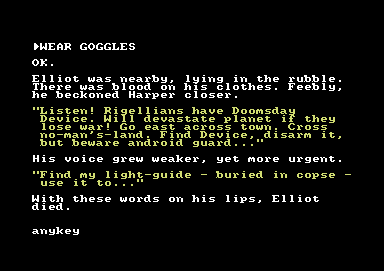 ▶WEAR GOGGLES
OK.
Elliot was nearby, lying in the rubble.
There was blood on his clothes. Feebly,
he beckoned Harper closer.
"Listen! Rigellians have Doomsday
Device. Will devastate planet if they
lose war! Go east across town. Cross
no-man's-land. Find Device, disarm it,
but beware android guard..."
His voice grew weaker, yet more urgent.
"Find my light-guide - buried in copse -
use it to..."
With these words on his lips, Elliot
died.
anykey